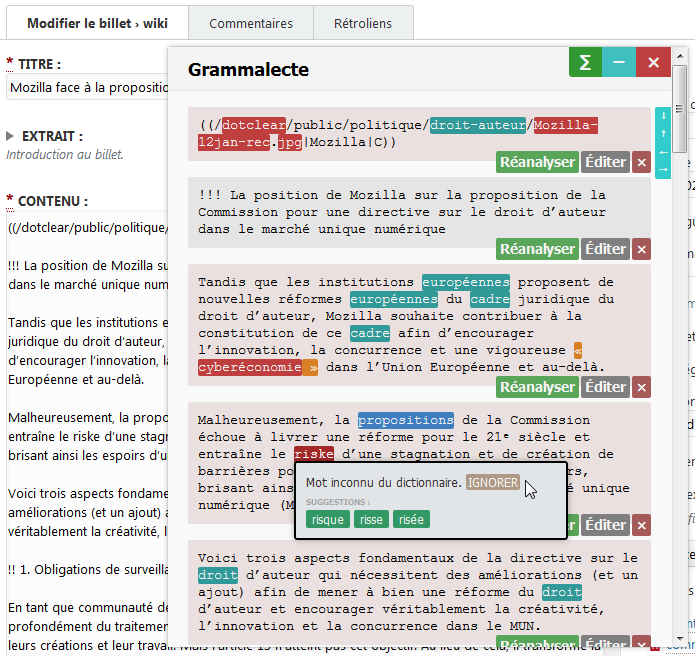 Modifier le billet › wiki
Commentaires
Rétroliens
* TITRE :
Mozilla face à la propositio
▶ EXTRAIT :
Introduction au billet.
* CONTENU :
((/dotclear/public/politique/
!!! La position de Mozilla su
dans le marché unique num
Tandis que les institutions e
juridique du droit d'auteur,
d'encourager l'innovation, la
Européenne et au-delà.
Malheureusement, la propo
entraîne le riske d'une stagn
brisant ainsi les espoirs d'u
Voici trois aspects fondame
améliorations (et un ajout) a
véritablement la créativité, l
!! 1. Obligations de surveilla
En tant que communauté de
profondément du traitemen
leurs créations et leur travail. Mais l'article 13 n'atteint pas cet objectif. Au lieu de cela, il transforme la
Grammalecte
Σ − ×
((/dotclear/public/politique/droit-auteur/Mozilla-
12jan-rec.jpg|Mozilla|C))
Réanalyser Éditer ×
!!! La position de Mozilla sur la proposition de la
Commission pour une directive sur le droit d'auteur
dans le marché unique numérique
Réanalyser Éditer ×
Tandis que les institutions européennes proposent de
nouvelles réformes européennes du cadre juridique du
droit d'auteur, Mozilla souhaite contribuer à la
constitution de ce cadre afin d'encourager
l'innovation, la concurrence et une vigoureuse «
cyberéconomie » dans l'Union Européenne et au-delà.
Réanalyser Éditer ×
Malheureusement, la propositions de la Commission
échoue à livrer une réforme pour le 21ᵉ siècle et
entraîne le riske d'une stagnation et de création de
barrières po
rs,
brisant ains
é unique
numérique (M
Mot inconnu du dictionnaire. IGNORER
SUGGESTIONS :
risque risse risée
er Éditer ×
Voici trois aspects fondamentaux de la directive sur le
droit d'auteur qui nécessitent des améliorations (et un
ajout) afin de mener à bien une réforme du droit
d'auteur et encourager véritablement la créativité,
l'innovation et la concurrence dans le MUN.
Réanalyser Éditer ×